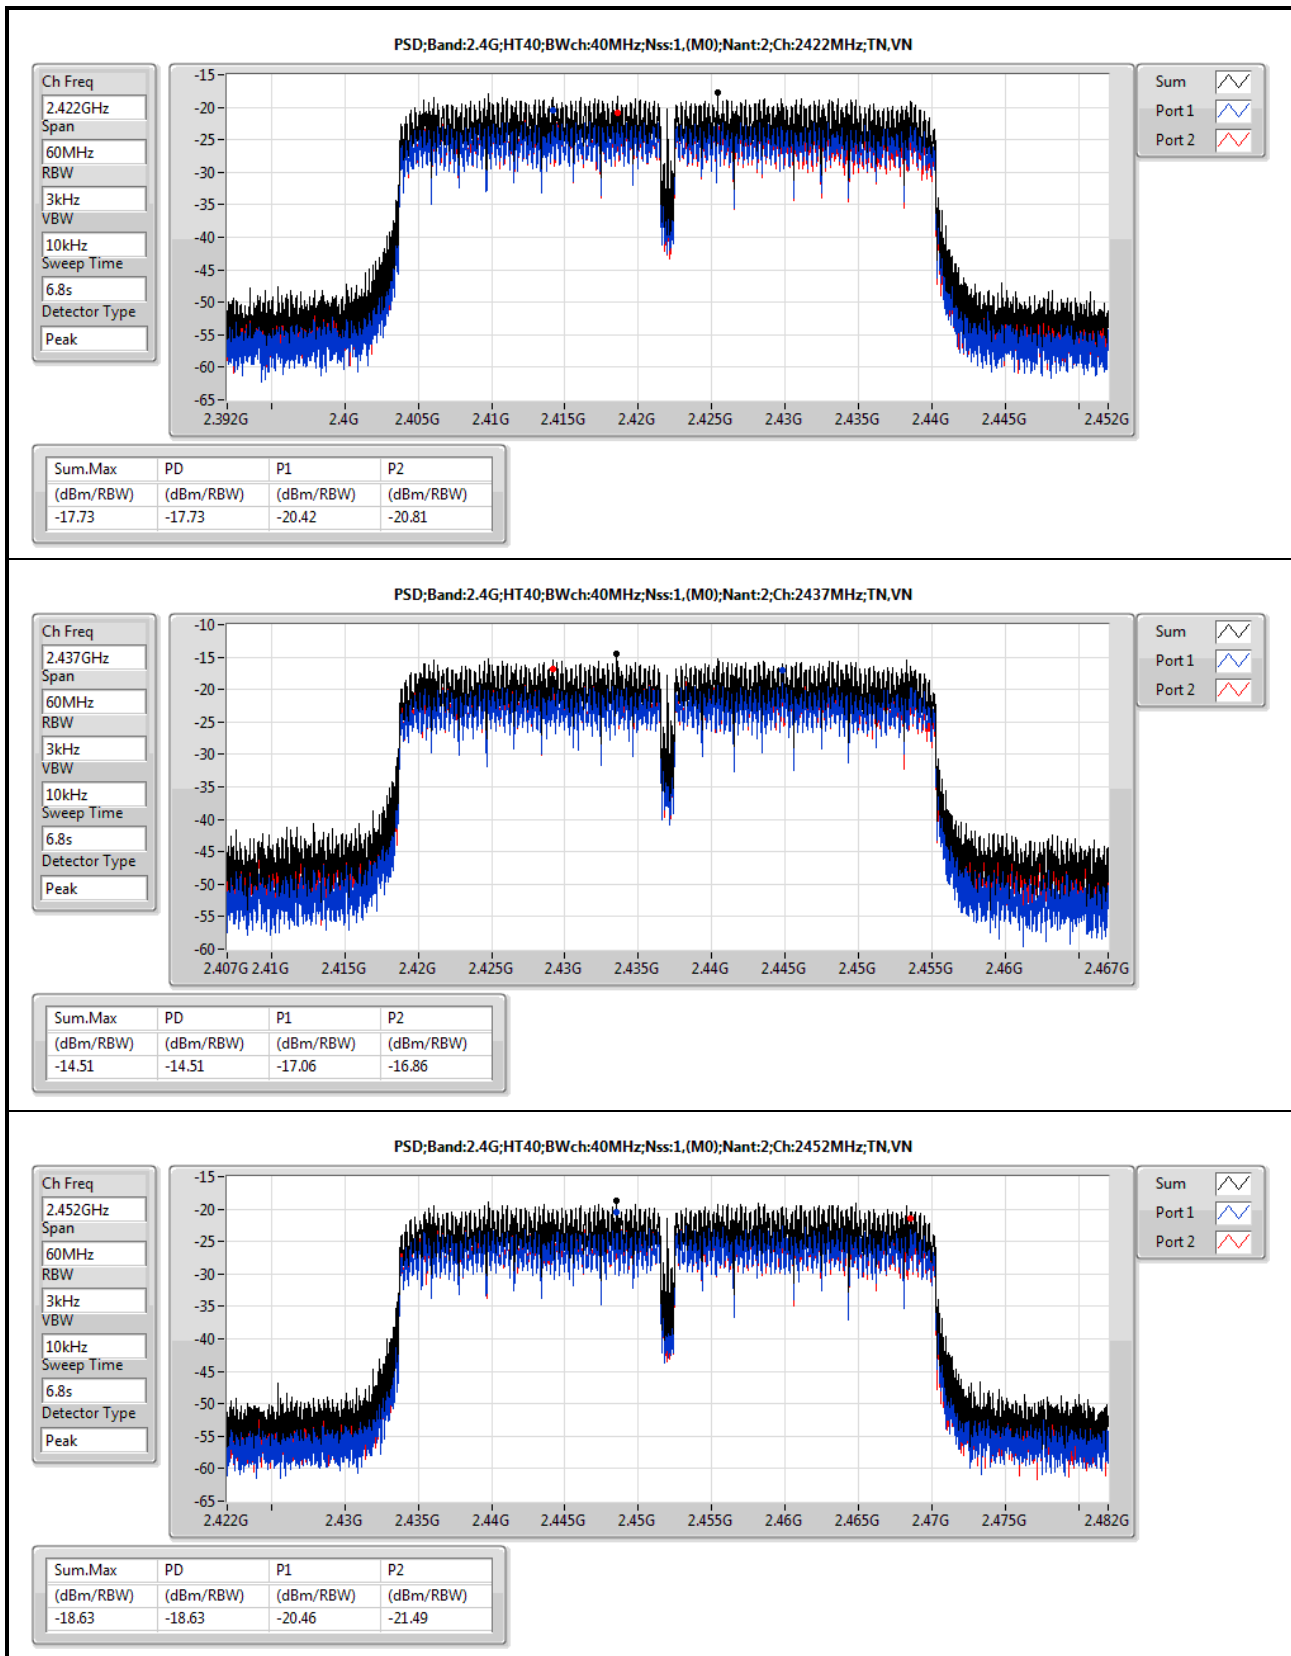 PSD;Band:2.4G;HT40;BWch:40MHz;Nss:1,(M0);Nant:2;Ch:2422MHz;TN,VN
Ch Freq
2.422GHz
Span
60MHz
RBW
3kHz
VBW
10kHz
Sweep Time
6.8s
Detector Type
Peak
-15
-20
-25
-30
-35
-40
-45
-50
-55
-60
-65
2.392G 2.4G 2.405G 2.41G 2.415G 2.42G 2.425G 2.43G 2.435G 2.44G 2.445G 2.452G
Sum
Port 1
Port 2
Sum.Max PD P1 P2
(dBm/RBW) (dBm/RBW) (dBm/RBW) (dBm/RBW)
-17.73 -17.73 -20.42 -20.81
PSD;Band:2.4G;HT40;BWch:40MHz;Nss:1,(M0);Nant:2;Ch:2437MHz;TN,VN
Ch Freq
2.437GHz
Span
60MHz
RBW
3kHz
VBW
10kHz
Sweep Time
6.8s
Detector Type
Peak
-10
-15
-20
-25
-30
-35
-40
-45
-50
-55
-60
2.407G 2.41G 2.415G 2.42G 2.425G 2.43G 2.435G 2.44G 2.445G 2.45G 2.455G 2.46G 2.467G
Sum
Port 1
Port 2
Sum.Max PD P1 P2
(dBm/RBW) (dBm/RBW) (dBm/RBW) (dBm/RBW)
-14.51 -14.51 -17.06 -16.86
PSD;Band:2.4G;HT40;BWch:40MHz;Nss:1,(M0);Nant:2;Ch:2452MHz;TN,VN
Ch Freq
2.452GHz
Span
60MHz
RBW
3kHz
VBW
10kHz
Sweep Time
6.8s
Detector Type
Peak
-15
-20
-25
-30
-35
-40
-45
-50
-55
-60
-65
2.422G 2.43G 2.435G 2.44G 2.445G 2.45G 2.455G 2.46G 2.465G 2.47G 2.475G 2.482G
Sum
Port 1
Port 2
Sum.Max PD P1 P2
(dBm/RBW) (dBm/RBW) (dBm/RBW) (dBm/RBW)
-18.63 -18.63 -20.46 -21.49